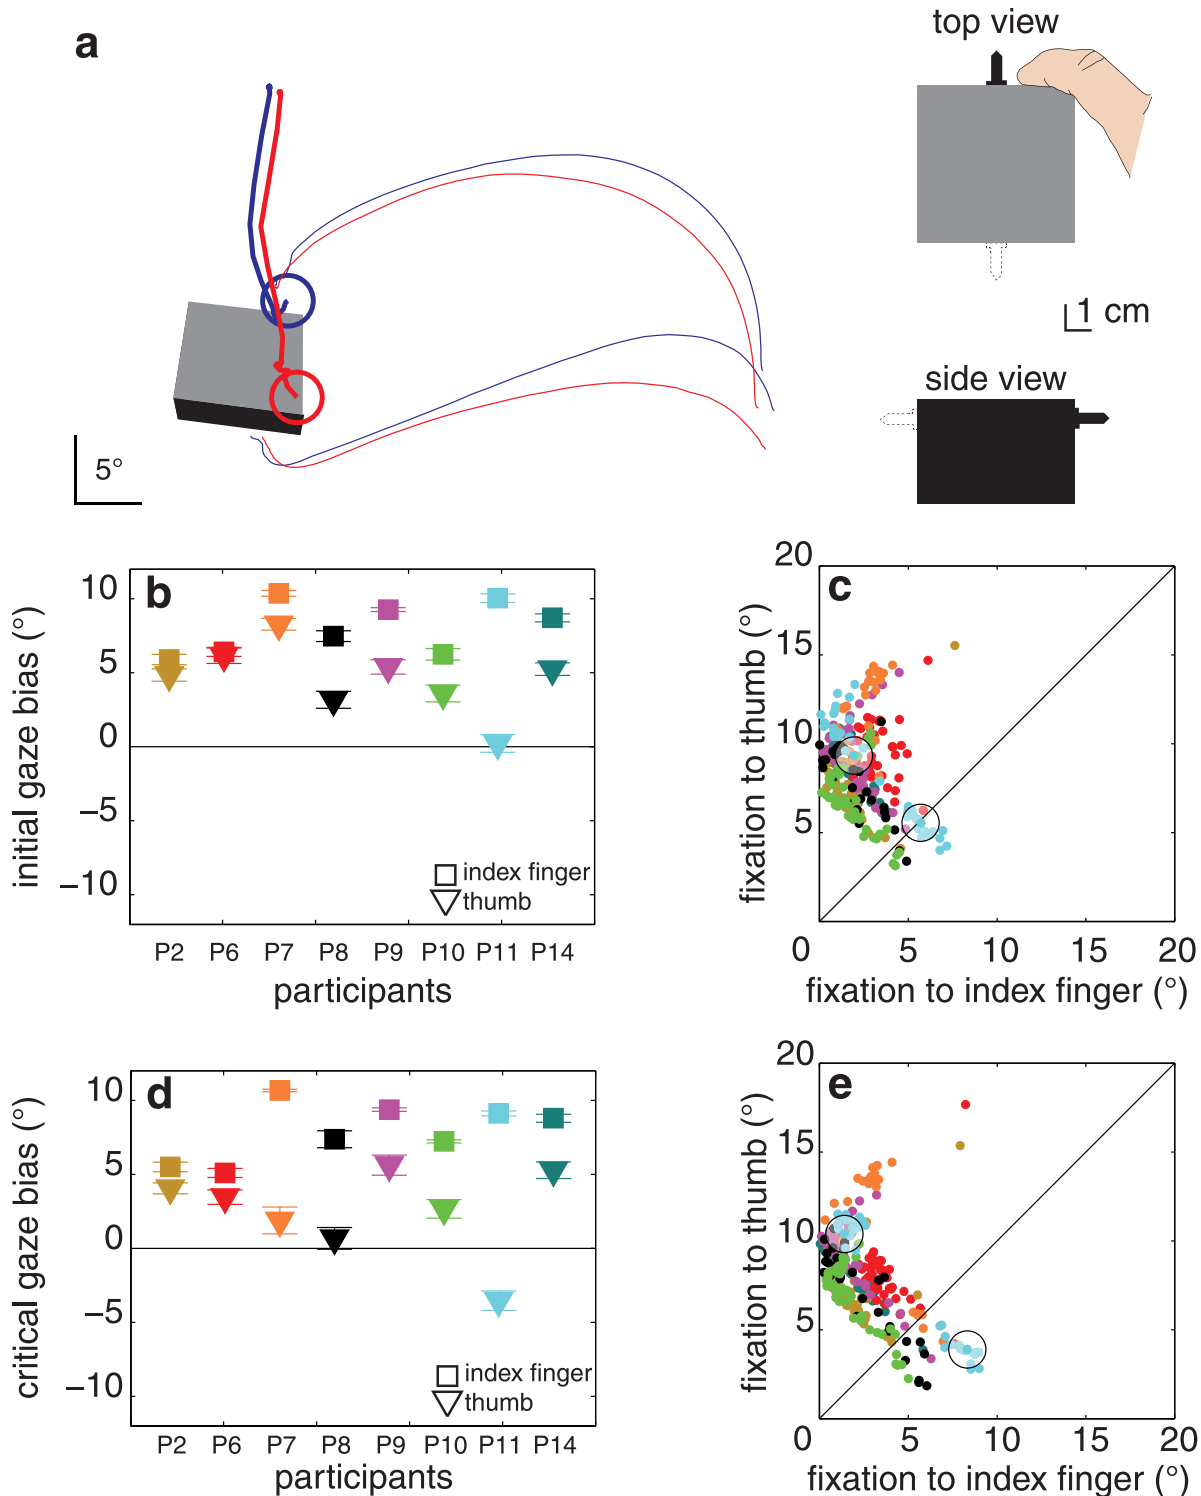 a
top view
1 cm
side view
5°
b
initial gaze bias (°)
10
5
0
−5
−10
index finger
thumb
P2 P6 P7 P8 P9 P10 P11 P14
participants
c
fixation to thumb (°)
20
15
10
5
0 5 10 15 20
fixation to index finger (°)
d
critical gaze bias (°)
10
5
0
−5
−10
index finger
thumb
P2 P6 P7 P8 P9 P10 P11 P14
participants
e
fixation to thumb (°)
20
15
10
5
0 5 10 15 20
fixation to index finger (°)